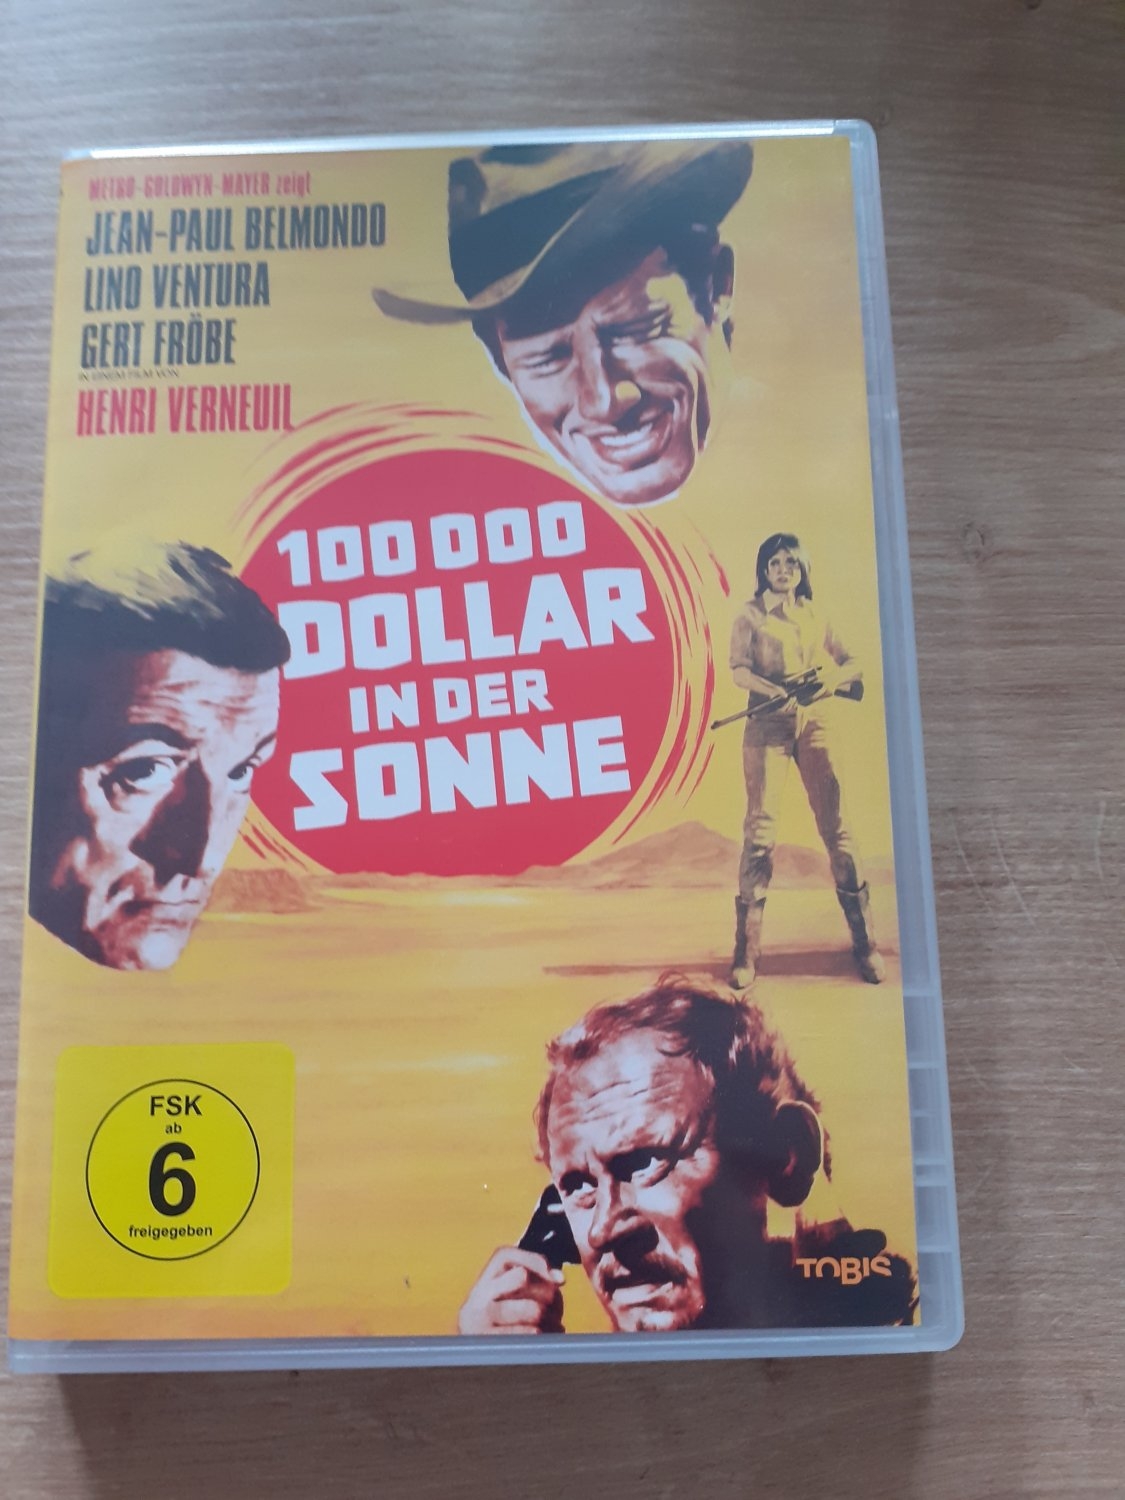 METRO-GOLDWYN-MAYER zeigt
JEAN-PAUL BELMONDO
LINO VENTURA
GERT FRÖBE
IN EINEM FILM VON
HENRI VERNEUIL
100 000
DOLLAR
IN DER
SONNE
FSK
ab
6
freigegeben
TOBIS